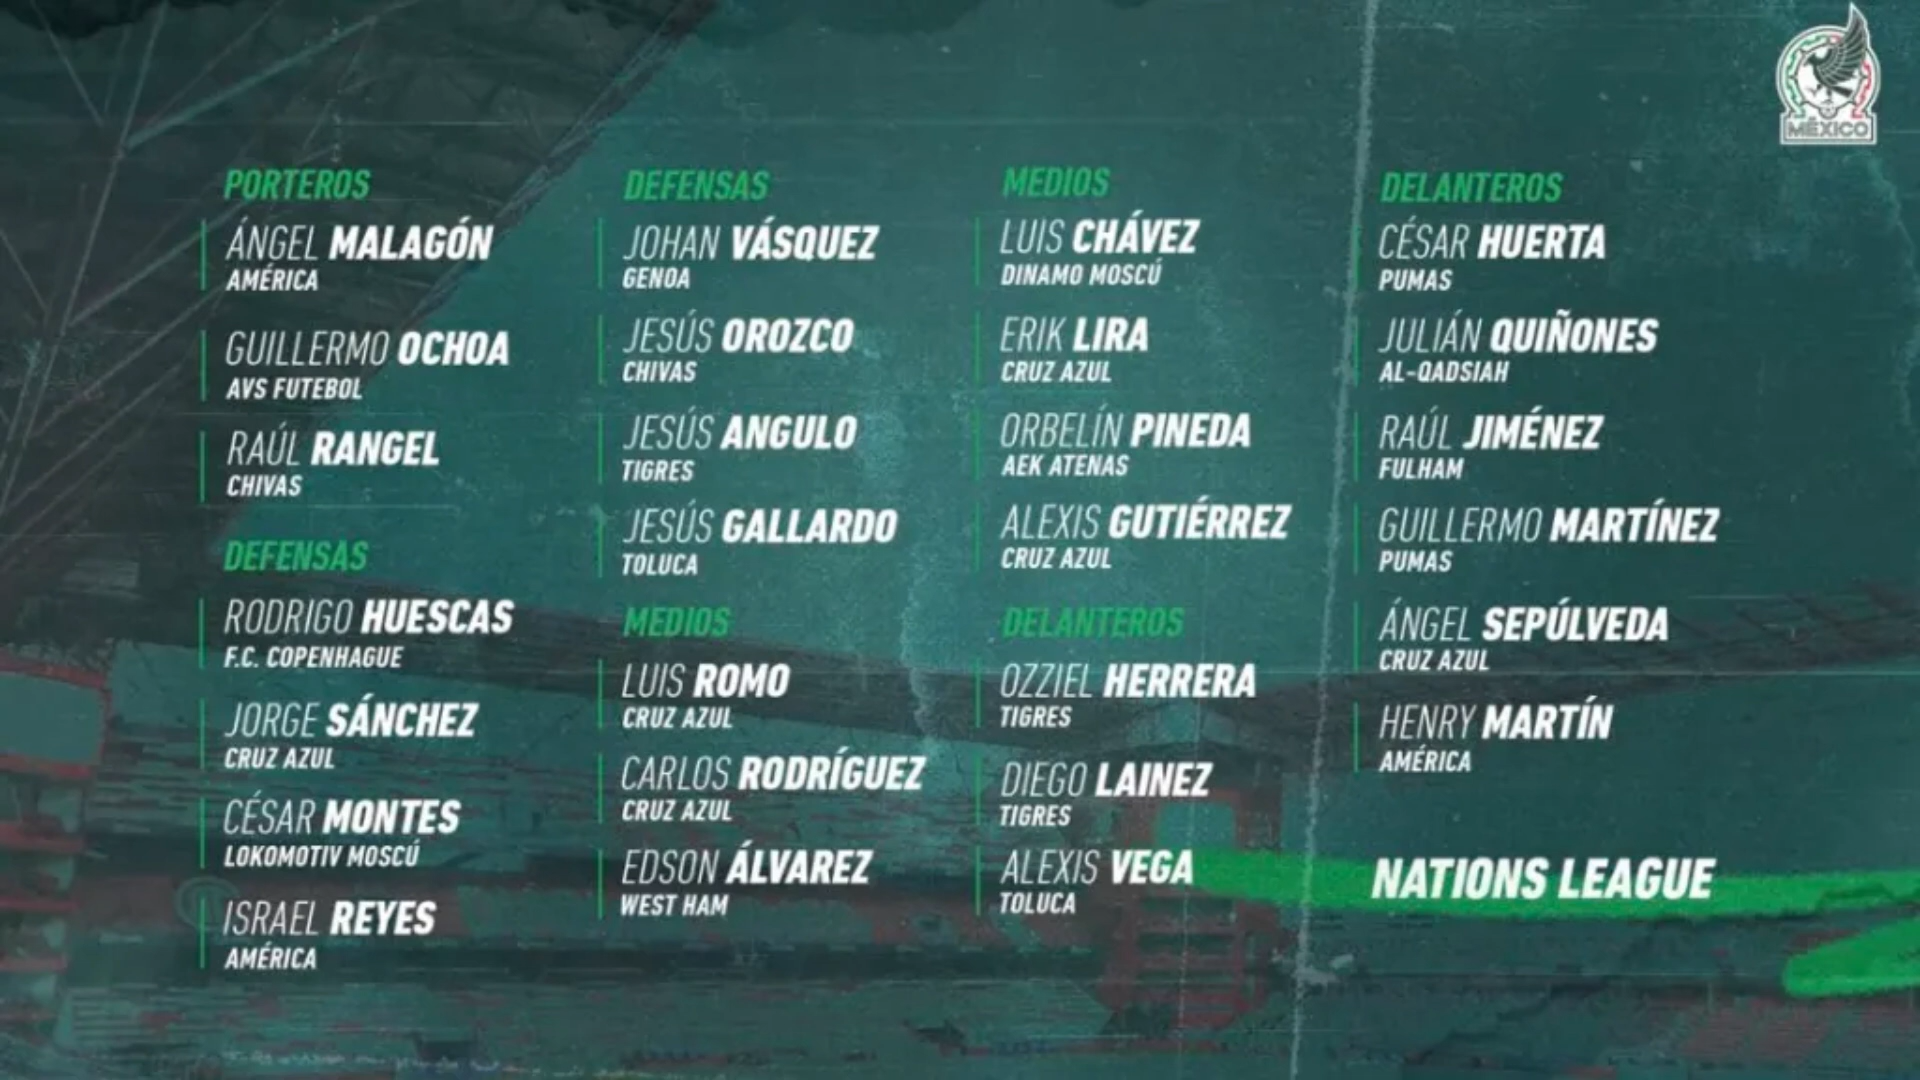 MÉXICO
PORTEROS
ÁNGEL MALAGÓN
AMÉRICA
GUILLERMO OCHOA
AVS FUTEBOL
RAÚL RANGEL
CHIVAS
DEFENSAS
RODRIGO HUESCAS
F.C. COPENHAGUE
JORGE SÁNCHEZ
CRUZ AZUL
CÉSAR MONTES
LOKOMOTIV MOSCÚ
ISRAEL REYES
AMÉRICA
DEFENSAS
JOHAN VÁSQUEZ
GENOA
JESÚS OROZCO
CHIVAS
JESÚS ANGULO
TIGRES
JESÚS GALLARDO
TOLUCA
MEDIOS
LUIS ROMO
CRUZ AZUL
CARLOS RODRÍGUEZ
CRUZ AZUL
EDSON ÁLVAREZ
WEST HAM
MEDIOS
LUIS CHÁVEZ
DINAMO MOSCÚ
ERIK LIRA
CRUZ AZUL
ORBELÍN PINEDA
AEK ATENAS
ALEXIS GUTIÉRREZ
CRUZ AZUL
DELANTEROS
OZZIEL HERRERA
TIGRES
DIEGO LAINEZ
TIGRES
ALEXIS VEGA
TOLUCA
DELANTEROS
CÉSAR HUERTA
PUMAS
JULIÁN QUIÑONES
AL-QADSIAH
RAÚL JIMÉNEZ
FULHAM
GUILLERMO MARTÍNEZ
PUMAS
ÁNGEL SEPÚLVEDA
CRUZ AZUL
HENRY MARTÍN
AMÉRICA
NATIONS LEAGUE